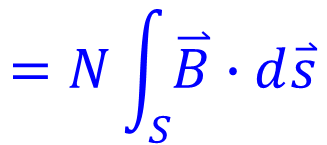 = N ∫_S B⃗ · ds⃗